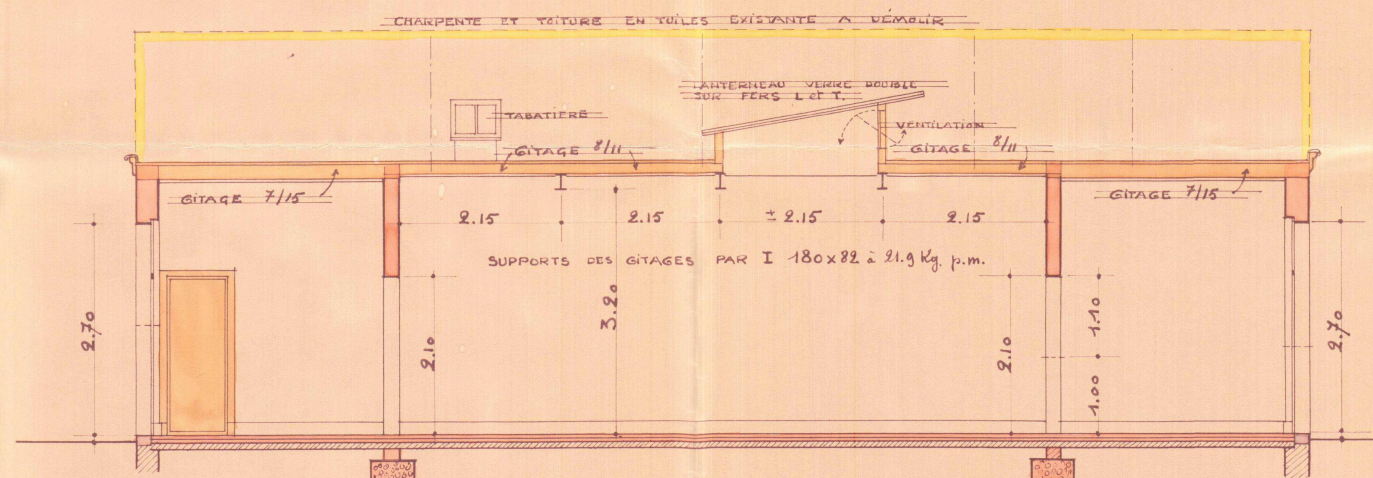 CHARPENTE ET TOITURE EN TUILES EXISTANTE A DÉMOLIR
LANTERNEAU VERRE DOUBLE
SUR FERS L et T.
TABATIÈRE
VENTILATION
GITAGE 8/11
GITAGE 8/11
GITAGE 7/15
GITAGE 7/15
2.15
2.15
± 2.15
2.15
SUPPORTS DES GITAGES PAR I 180x82 à 21.9 Kg. p.m.
2.70
2.10
3.20
2.10
1.10
1.00
2.70